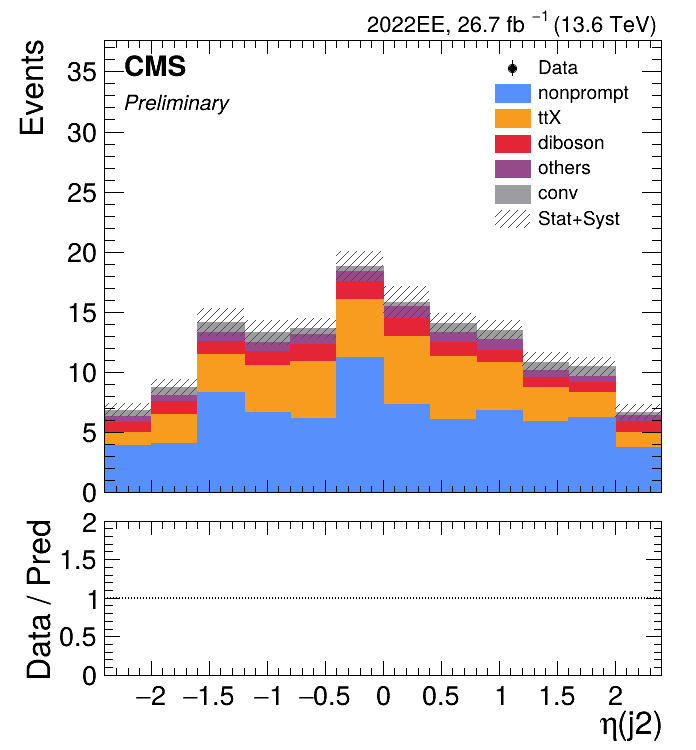 2022EE, 26.7 fb⁻¹ (13.6 TeV)
CMS
Preliminary
Events
35
30
25
20
15
10
5
0
Data
nonprompt
ttX
diboson
others
conv
Stat+Syst
Data / Pred
2
1.5
1
0.5
0
−2 −1.5 −1 −0.5 0 0.5 1 1.5 2
η(j2)